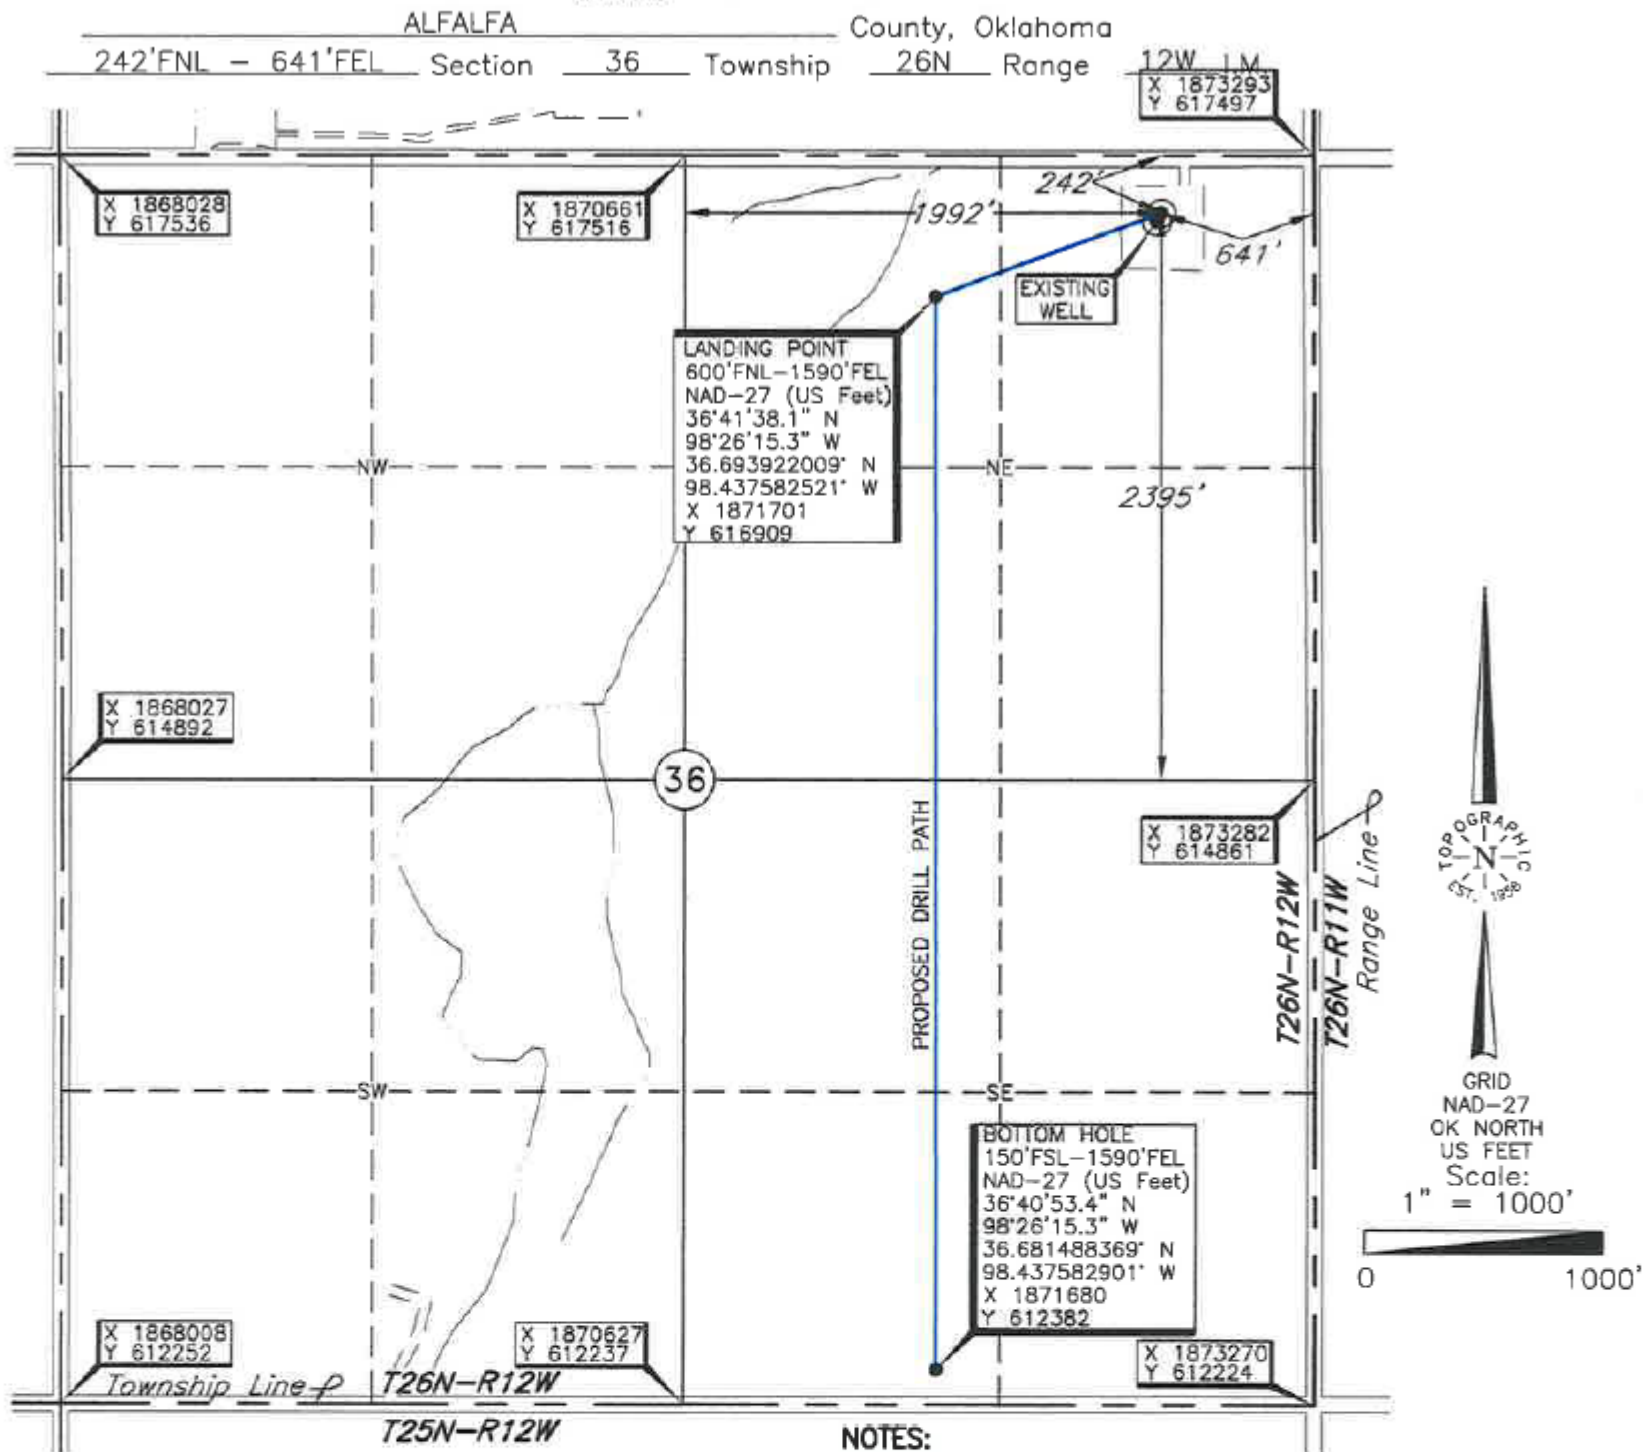 ALFALFA County, Oklahoma
242'FNL - 641'FEL Section 36 Township 26N Range 12W I.M.
X 1873293
Y 617497
X 1868028
Y 617536
X 1870661
Y 617516
242'
1992'
641'
EXISTING
WELL
LANDING POINT
600'FNL-1590'FEL
NAD-27 (US Feet)
36°41'38.1" N
98°26'15.3" W
36.693922009° N
98.437582521° W
X 1871701
Y 616909
NW
NE
2395'
X 1868027
Y 614892
36
X 1873282
Y 614861
PROPOSED DRILL PATH
T26N-R12W
T26N-R11W
Range Line
TOPOGRAPHIC
N
EST. 1958
GRID
NAD-27
OK NORTH
US FEET
Scale:
1" = 1000'
0 1000'
SW
SE
BOTTOM HOLE
150'FSL-1590'FEL
NAD-27 (US Feet)
36°40'53.4" N
98°26'15.3" W
36.681488369° N
98.437582901° W
X 1871680
Y 612382
X 1868008
Y 612252
X 1870627
Y 612237
X 1873270
Y 612224
Township Line
T26N-R12W
T25N-R12W
NOTES: